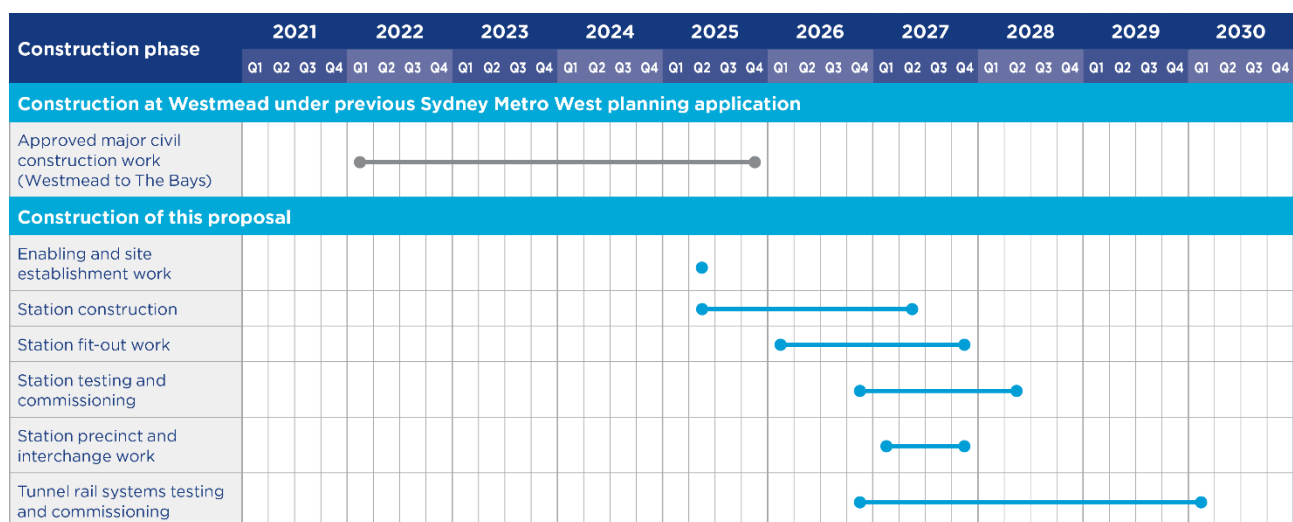 Construction phase
2021 2022 2023 2024 2025 2026 2027 2028 2029 2030
Q1 Q2 Q3 Q4 Q1 Q2 Q3 Q4 Q1 Q2 Q3 Q4 Q1 Q2 Q3 Q4 Q1 Q2 Q3 Q4 Q1 Q2 Q3 Q4 Q1 Q2 Q3 Q4 Q1 Q2 Q3 Q4 Q1 Q2 Q3 Q4 Q1 Q2 Q3 Q4
Construction at Westmead under previous Sydney Metro West planning application
Approved major civil
construction work
(Westmead to The Bays)
Construction of this proposal
Enabling and site
establishment work
Station construction
Station fit-out work
Station testing and
commissioning
Station precinct and
interchange work
Tunnel rail systems testing
and commissioning